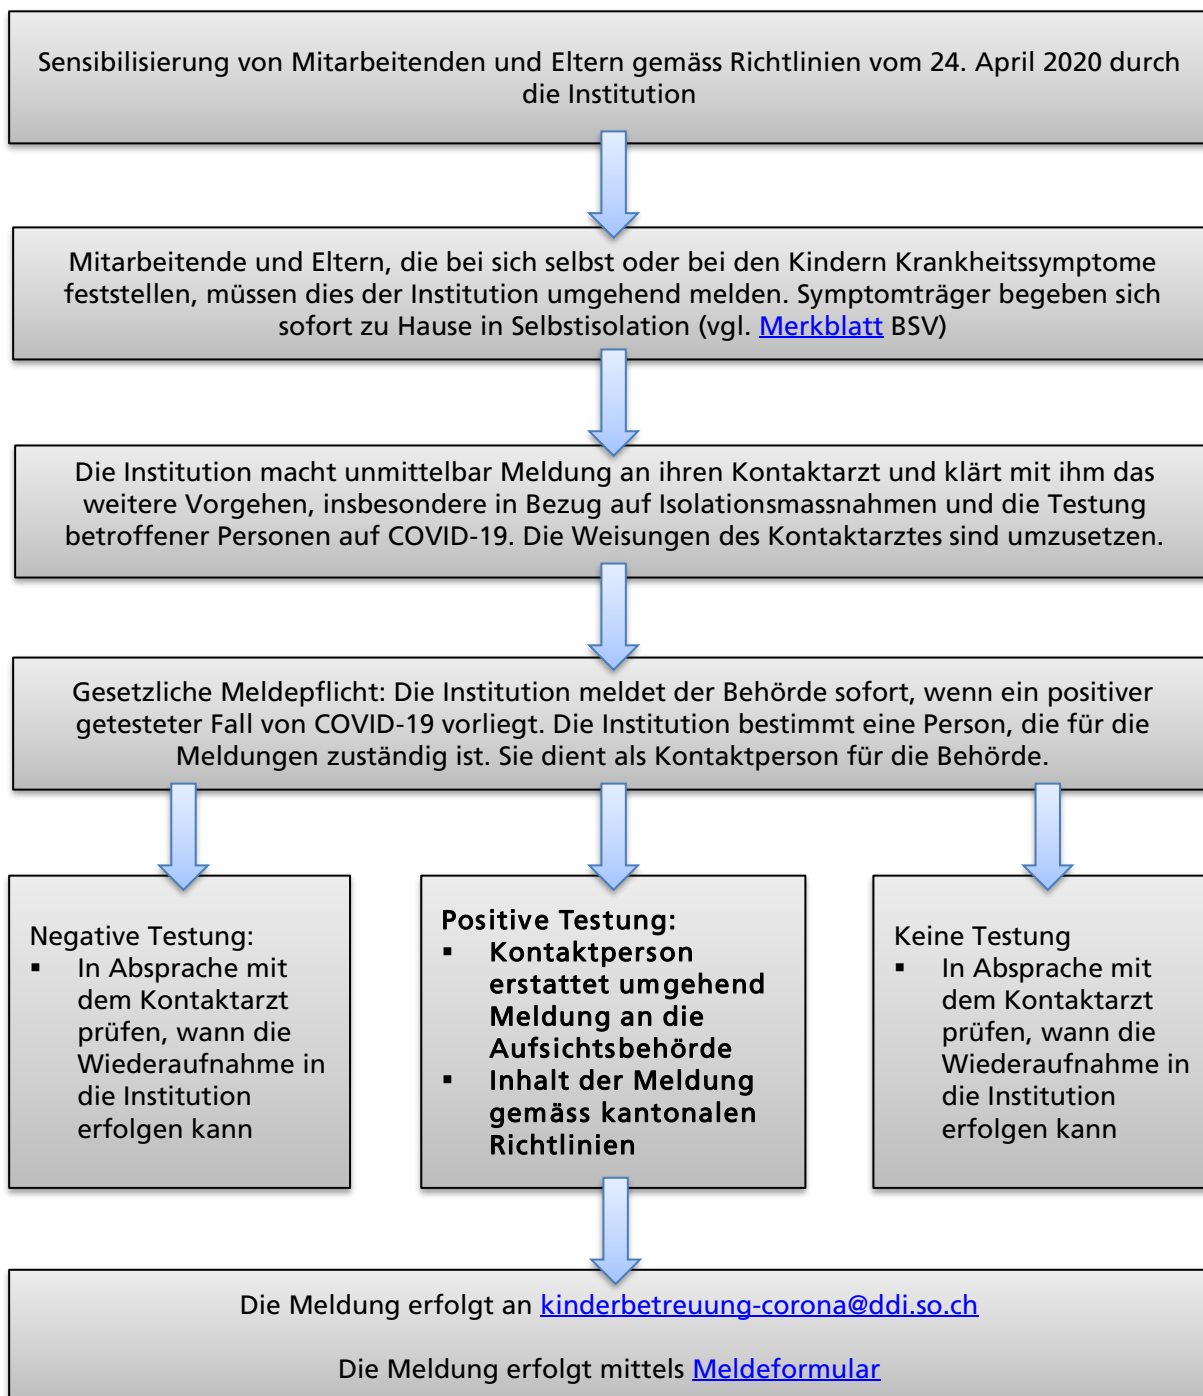 Sensibilisierung von Mitarbeitenden und Eltern gemäss Richtlinien vom 24. April 2020 durch
die Institution
Mitarbeitende und Eltern, die bei sich selbst oder bei den Kindern Krankheitssymptome
feststellen, müssen dies der Institution umgehend melden. Symptomträger begeben sich
sofort zu Hause in Selbstisolation (vgl. Merkblatt BSV)
Die Institution macht unmittelbar Meldung an ihren Kontaktarzt und klärt mit ihm das
weitere Vorgehen, insbesondere in Bezug auf Isolationsmassnahmen und die Testung
betroffener Personen auf COVID-19. Die Weisungen des Kontaktarztes sind umzusetzen.
Gesetzliche Meldepflicht: Die Institution meldet der Behörde sofort, wenn ein positiver
getesteter Fall von COVID-19 vorliegt. Die Institution bestimmt eine Person, die für die
Meldungen zuständig ist. Sie dient als Kontaktperson für die Behörde.
Negative Testung:
▪ In Absprache mit
dem Kontaktarzt
prüfen, wann die
Wiederaufnahme in
die Institution
erfolgen kann
Positive Testung:
▪ Kontaktperson
erstattet umgehend
Meldung an die
Aufsichtsbehörde
▪ Inhalt der Meldung
gemäss kantonalen
Richtlinien
Keine Testung
▪ In Absprache mit
dem Kontaktarzt
prüfen, wann die
Wiederaufnahme in
die Institution
erfolgen kann
Die Meldung erfolgt an kinderbetreuung-corona@ddi.so.ch
Die Meldung erfolgt mittels Meldeformular